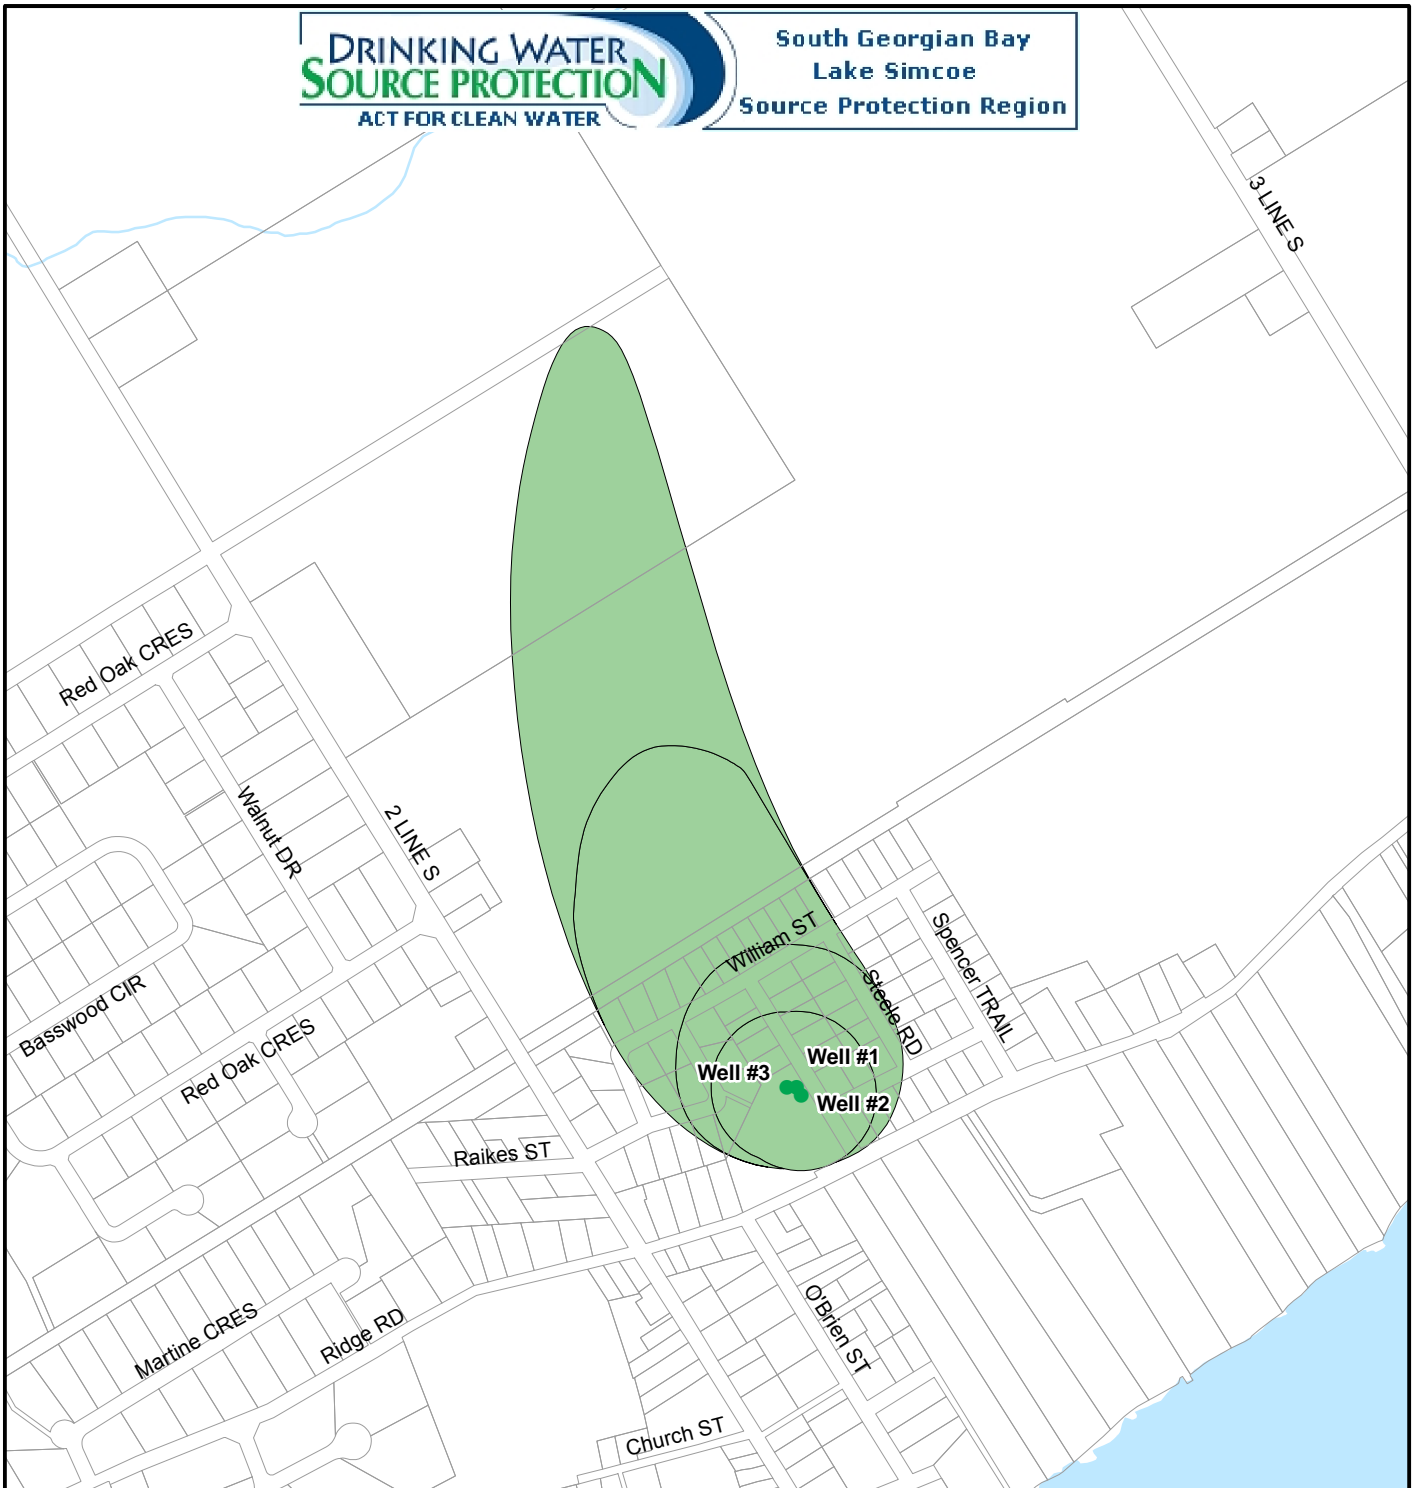 DRINKING WATER
SOURCE PROTECTION
ACT FOR CLEAN WATER
South Georgian Bay
Lake Simcoe
Source Protection Region
3 LINE S
Red Oak CRES
Walnut DR
2 LINE S
William ST
Spencer TRAIL
Steele RD
Basswood CIR
Red Oak CRES
Well #1
Well #3
Well #2
Raikes ST
O'Brien ST
Martine CRES
Ridge RD
Church ST